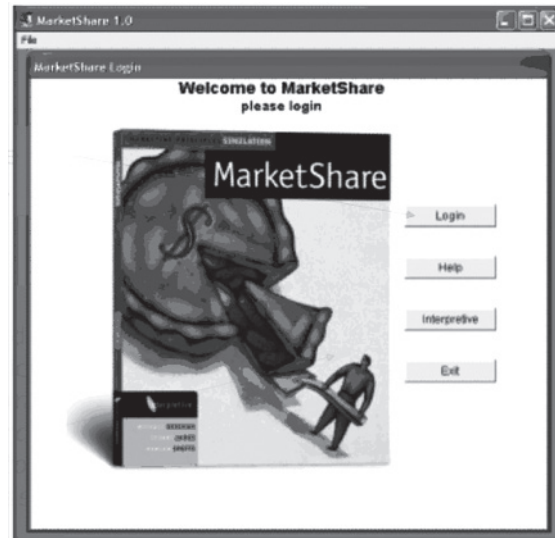 MarketShare 1.0
File
MarketShare Login
Welcome to MarketShare
please login
SIMULATION
MarketShare
Login
Help
Interpretive
Exit